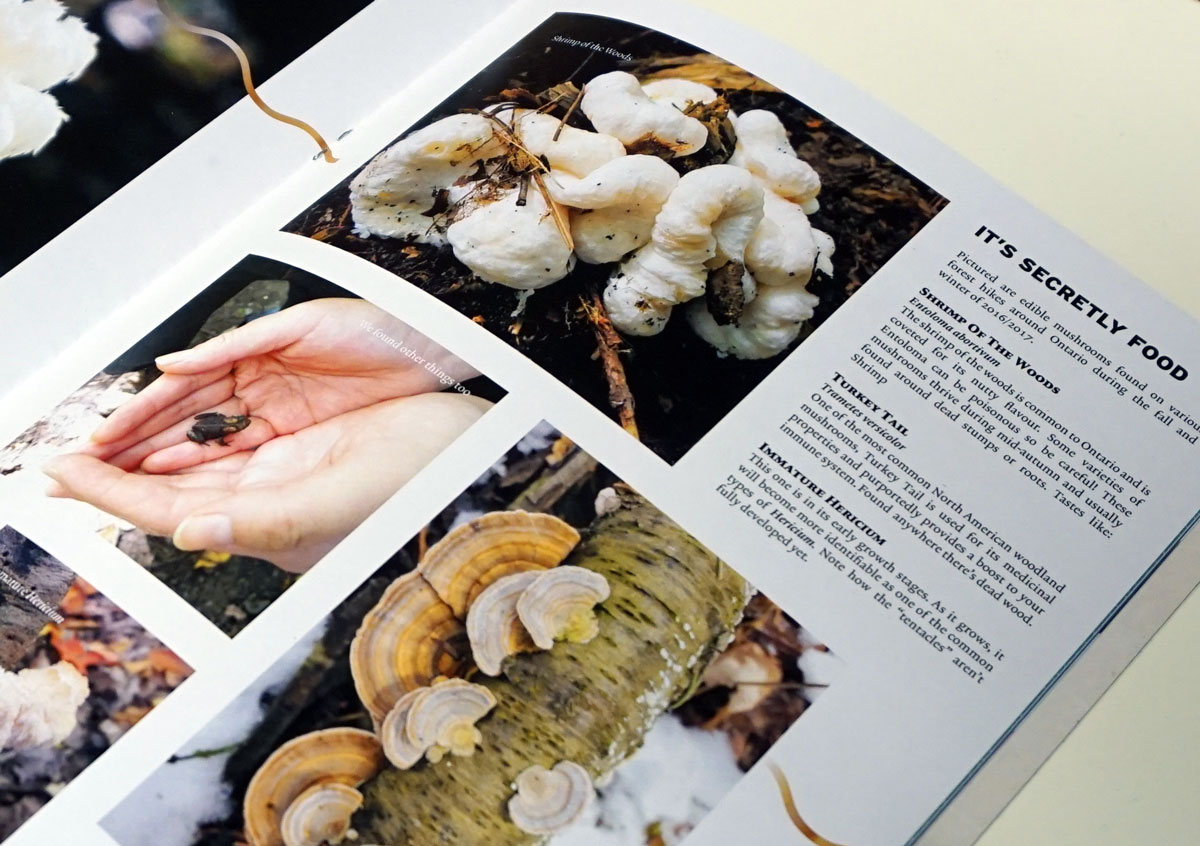 Shrimp of the Woods
We found other things too
mature Hericium
IT'S SECRETLY FOOD
Pictured are edible mushrooms found on various
forest hikes around Ontario during the fall and
winter of 2016/2017.
SHRIMP OF THE WOODS
Entoloma abortivum
The shrimp of the woods is common to Ontario and is
coveted for its nutty flavour. Some varieties of
Entoloma can be poisonous so be careful! These
mushrooms thrive during mid-autumn and usually
found around dead stumps or roots. Tastes like:
Shrimp
TURKEY TAIL
Trametes versicolor
One of the most common North American woodland
mushrooms, Turkey Tail is used for its medicinal
properties and purportedly provides a boost to your
immune system. Found anywhere there's dead wood.
IMMATURE HERICIUM
This one is in its early growth stages. As it grows, it
will become more identifiable as one of the common
types of Hericium. Note how the "tentacles" aren't
fully developed yet.